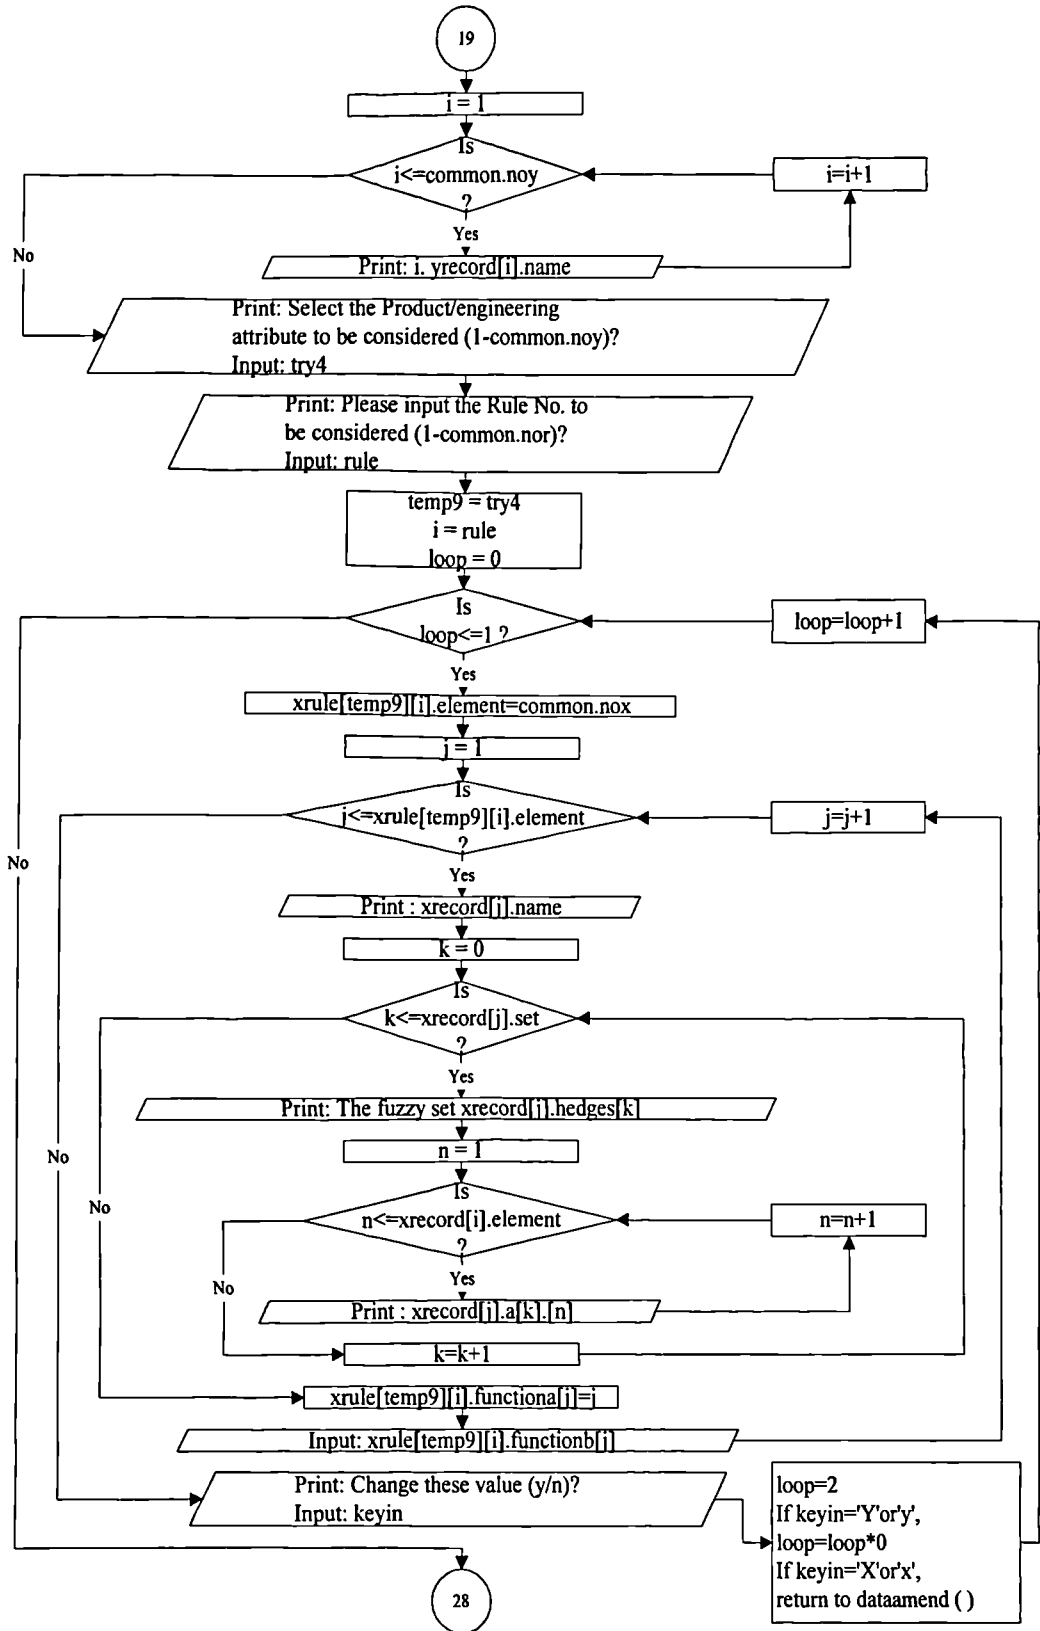 19
i = 1
Is
i<=common.noy
?
i=i+1
Yes
No
Print: i. yrecord[i].name
Print: Select the Product/engineering
attribute to be considered (1-common.noy)?
Input: try4
Print: Please input the Rule No. to
be considered (1-common.nor)?
Input: rule
temp9 = try4
i = rule
loop = 0
Is
loop<=1 ?
loop=loop+1
Yes
xrule[temp9][i].element=common.nox
j = 1
Is
j<=xrule[temp9][i].element
?
j=j+1
No
Yes
Print : xrecord[j].name
k = 0
Is
k<=xrecord[j].set
?
Yes
Print: The fuzzy set xrecord[j].hedges[k]
n = 1
No
Is
n<=xrecord[i].element
?
n=n+1
No
Yes
No
Print : xrecord[j].a[k].[n]
k=k+1
xrule[temp9][i].functiona[j]=j
Input: xrule[temp9][i].functionb[j]
Print: Change these value (y/n)?
Input: keyin
loop=2
If keyin='Y'or'y',
loop=loop*0
If keyin='X'or'x',
return to dataamend ( )
28